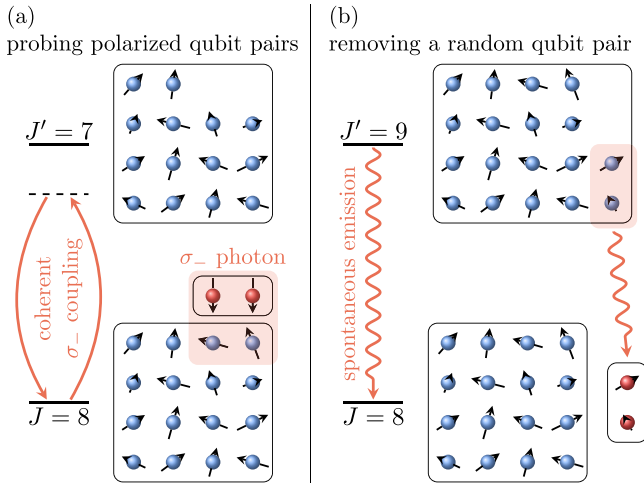 (a)
probing polarized qubit pairs
J′ = 7
coherent
σ₋ coupling
σ₋ photon
J = 8
(b)
removing a random qubit pair
J′ = 9
spontaneous emission
J = 8